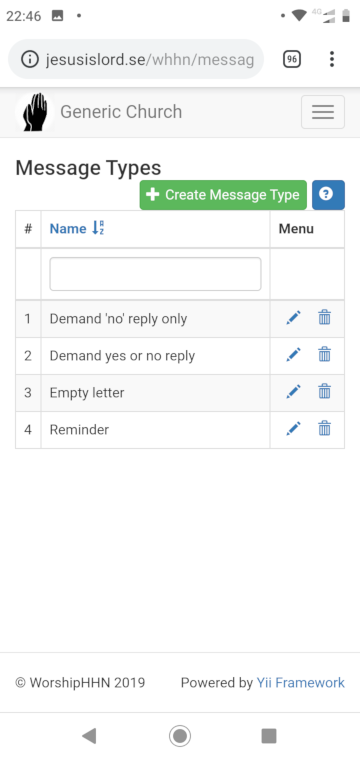 22:46
4G
jesusislord.se/whhn/messag
96
Generic Church
Message Types
Create Message Type
# Name Menu
1 Demand 'no' reply only
2 Demand yes or no reply
3 Empty letter
4 Reminder
© WorshipHHN 2019 Powered by Yii Framework